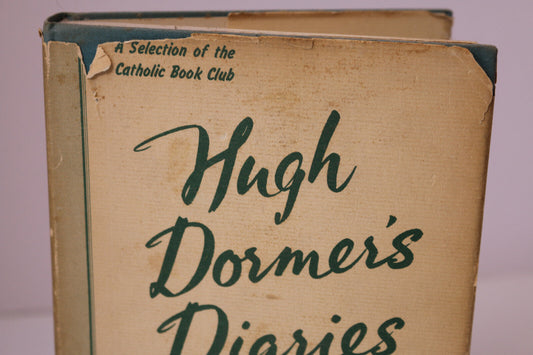 A Selection of the
Catholic Book Club
Hugh
Dormer's
Diaries